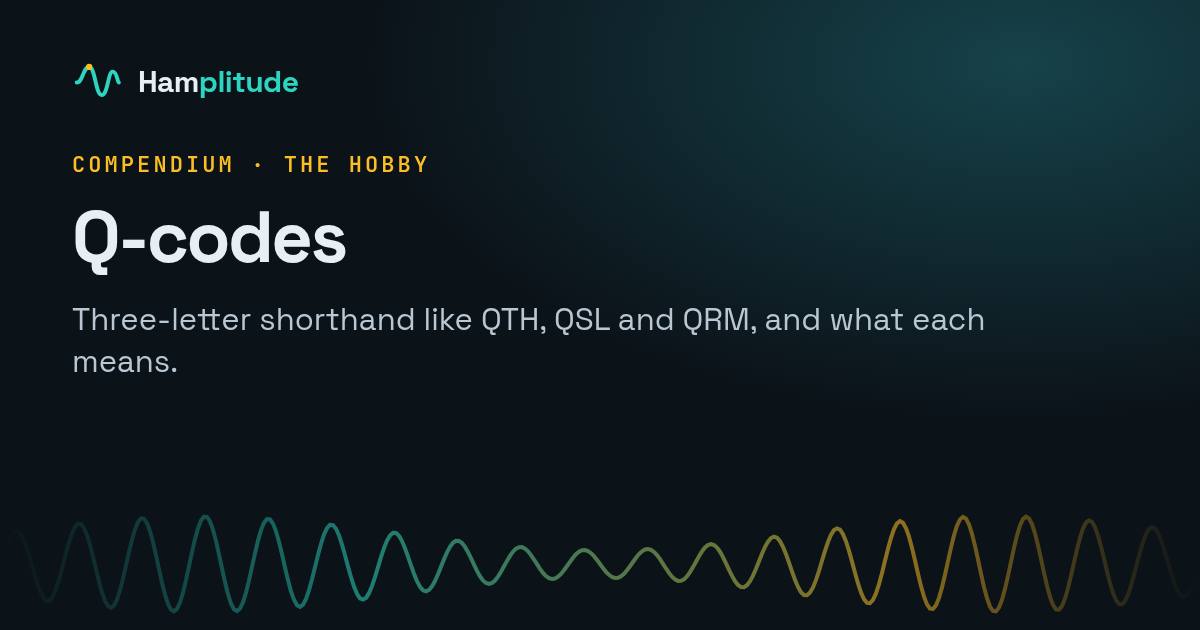 Hamplitude
COMPENDIUM · THE HOBBY
Q-codes
Three-letter shorthand like QTH, QSL and QRM, and what each
means.